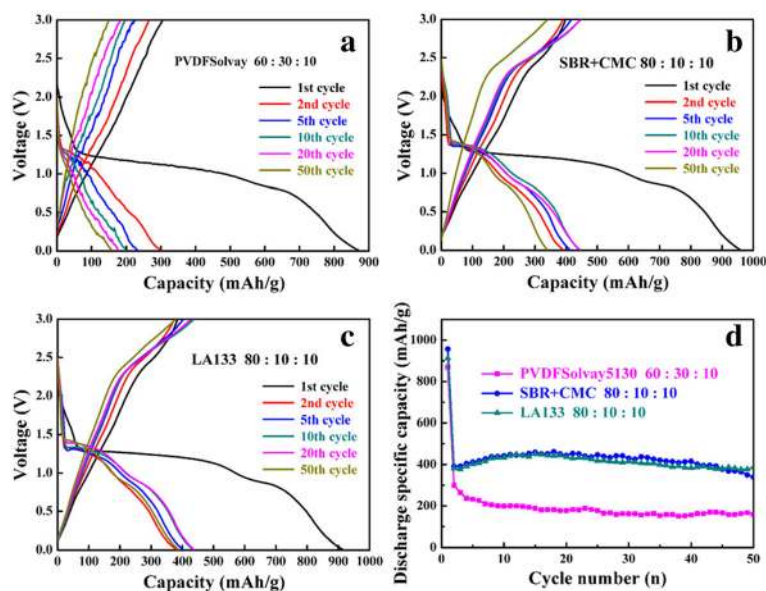 a
PVDFSolvay 60 : 30 : 10
1st cycle
2nd cycle
5th cycle
10th cycle
20th cycle
50th cycle
Voltage (V)
3.0
2.5
2.0
1.5
1.0
0.5
0.0
0 100 200 300 400 500 600 700 800 900
Capacity (mAh/g)
b
SBR+CMC 80 : 10 : 10
1st cycle
2nd cycle
5th cycle
10th cycle
20th cycle
50th cycle
Voltage (V)
3.0
2.5
2.0
1.5
1.0
0.5
0.0
0 100 200 300 400 500 600 700 800 900 1000
Capacity (mAh/g)
c
LA133 80 : 10 : 10
1st cycle
2nd cycle
5th cycle
10th cycle
20th cycle
50th cycle
Voltage (V)
3.0
2.5
2.0
1.5
1.0
0.5
0.0
0 200 400 600 800 1000
Capacity (mAh/g)
d
PVDFSolvay5130 60 : 30 : 10
SBR+CMC 80 : 10 : 10
LA133 80 : 10 : 10
Discharge specific capacity (mAh/g)
1000
800
600
400
200
0
0 10 20 30 40 50
Cycle number (n)